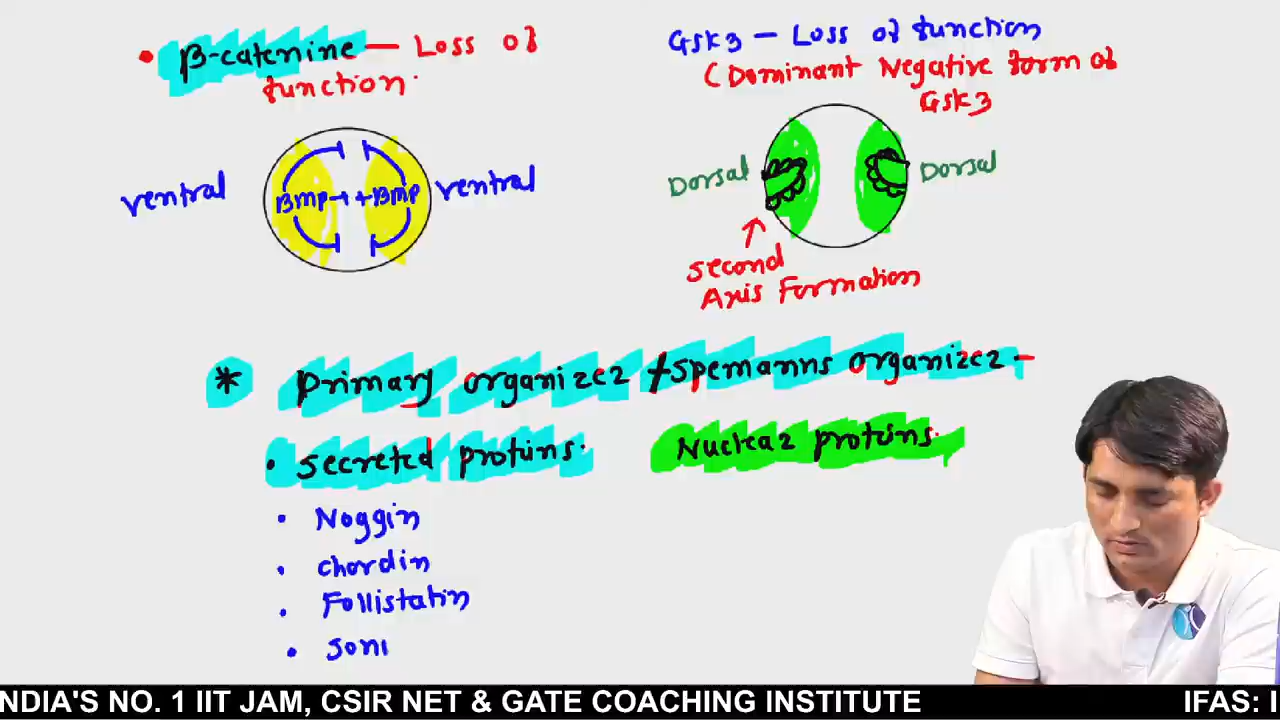 • β-catenine — Loss of
function.
Gsk3 — Loss of function
(Dominant Negative form of
Gsk3
ventral BMP BMP ventral
Dorsal Dorsal
second
Axis Formation
* primary organizer / spemanns organizer -
• secreted protins. Nuclear protins.
• Noggin
• chordin
• Follistatin
• soni
NDIA'S NO. 1 IIT JAM, CSIR NET & GATE COACHING INSTITUTE IFAS: I